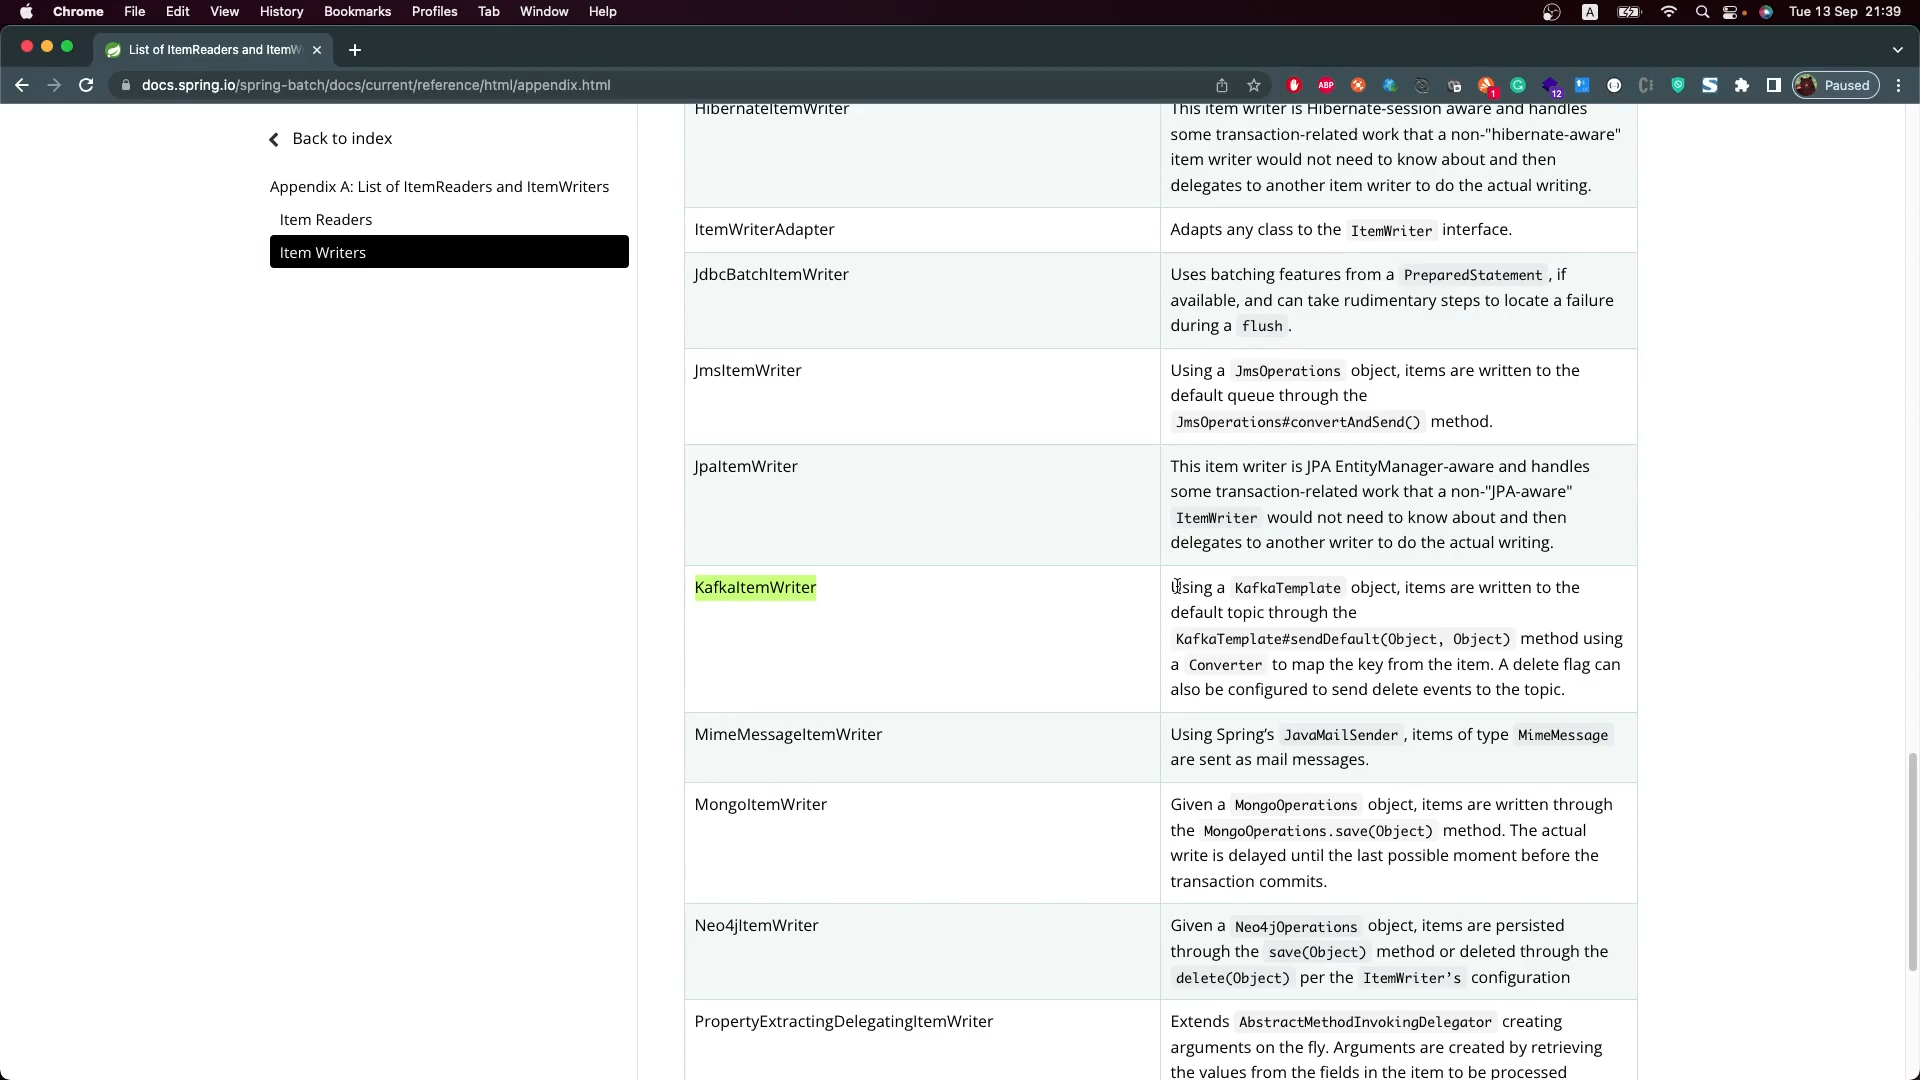 Chrome File Edit View History Bookmarks Profiles Tab Window Help
A
Tue 13 Sep 21:39
List of ItemReaders and ItemW
docs.spring.io/spring-batch/docs/current/reference/html/appendix.html
ABP
1
12
Paused
Back to index
Appendix A: List of ItemReaders and ItemWriters
Item Readers
Item Writers
HibernateItemWriter
This item writer is Hibernate-session aware and handles
some transaction-related work that a non-"hibernate-aware"
item writer would not need to know about and then
delegates to another item writer to do the actual writing.
ItemWriterAdapter
Adapts any class to the ItemWriter interface.
JdbcBatchItemWriter
Uses batching features from a PreparedStatement, if
available, and can take rudimentary steps to locate a failure
during a flush.
JmsItemWriter
Using a JmsOperations object, items are written to the
default queue through the
JmsOperations#convertAndSend() method.
JpaItemWriter
This item writer is JPA EntityManager-aware and handles
some transaction-related work that a non-"JPA-aware"
ItemWriter would not need to know about and then
delegates to another writer to do the actual writing.
KafkaItemWriter
Using a KafkaTemplate object, items are written to the
default topic through the
KafkaTemplate#sendDefault(Object, Object) method using
a Converter to map the key from the item. A delete flag can
also be configured to send delete events to the topic.
MimeMessageItemWriter
Using Spring’s JavaMailSender, items of type MimeMessage
are sent as mail messages.
MongoItemWriter
Given a MongoOperations object, items are written through
the MongoOperations.save(Object) method. The actual
write is delayed until the last possible moment before the
transaction commits.
Neo4jItemWriter
Given a Neo4jOperations object, items are persisted
through the save(Object) method or deleted through the
delete(Object) per the ItemWriter’s configuration
PropertyExtractingDelegatingItemWriter
Extends AbstractMethodInvokingDelegator creating
arguments on the fly. Arguments are created by retrieving
the values from the fields in the item to be processed